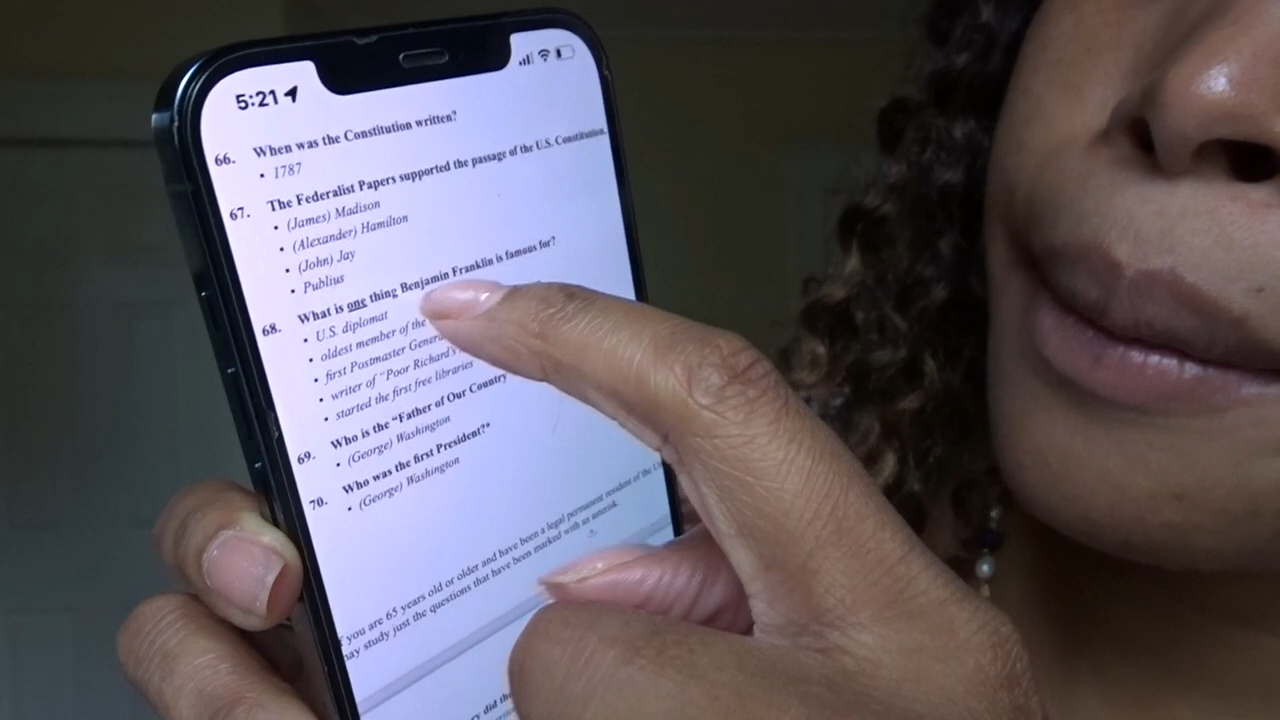 5:21
66. When was the Constitution written?
• 1787
67. The Federalist Papers supported the passage of the U.S. Constitution.
• (James) Madison
• (Alexander) Hamilton
• (John) Jay
• Publius
68. What is one thing Benjamin Franklin is famous for?
• U.S. diplomat
• oldest member of the
• first Postmaster General
• writer of "Poor Richard's
• started the first free libraries
69. Who is the "Father of Our Country
• (George) Washington
70. Who was the first President?*
• (George) Washington
you are 65 years old or older and have been a legal permanent resident of the
may study just the questions that have been marked with an asterisk.
did the